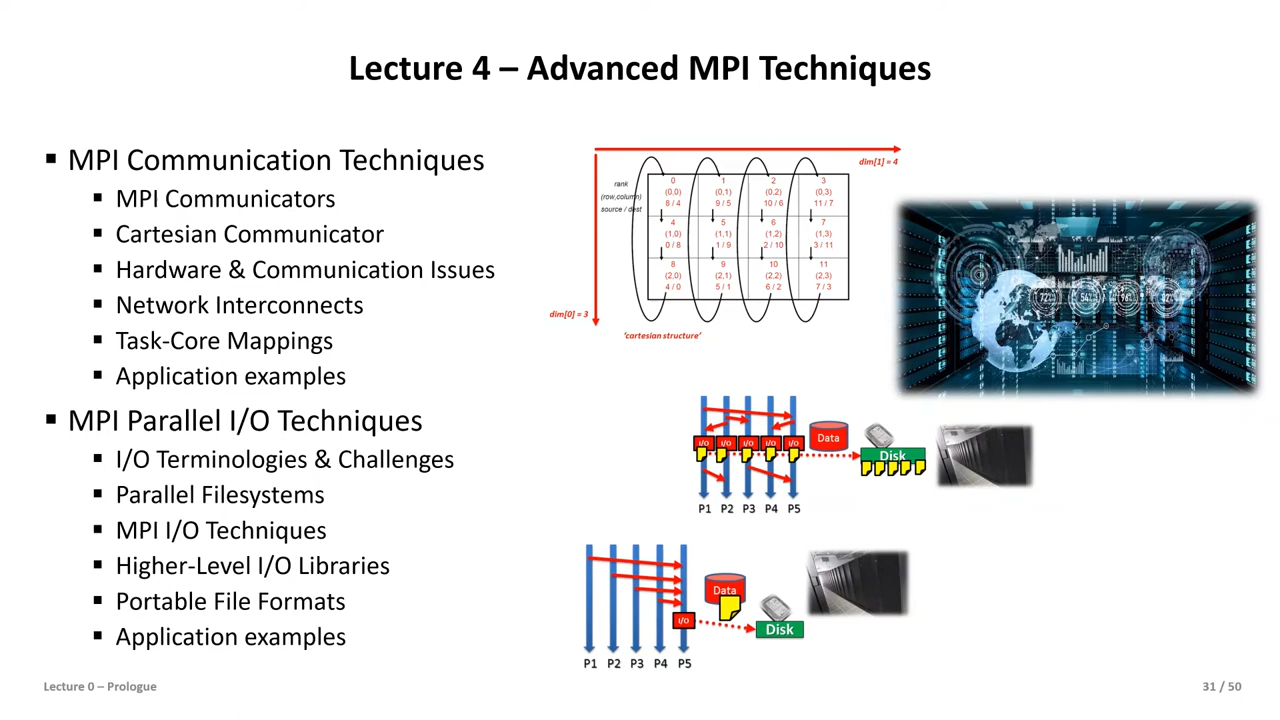 Lecture 4 – Advanced MPI Techniques
▪ MPI Communication Techniques
▪ MPI Communicators
▪ Cartesian Communicator
▪ Hardware & Communication Issues
▪ Network Interconnects
▪ Task-Core Mappings
▪ Application examples
▪ MPI Parallel I/O Techniques
▪ I/O Terminologies & Challenges
▪ Parallel Filesystems
▪ MPI I/O Techniques
▪ Higher-Level I/O Libraries
▪ Portable File Formats
▪ Application examples
dim[1] = 4
rank
(row,column)
source / dest
0 1 2 3
(0,0) (0,1) (0,2) (0,3)
8 / 4 9 / 5 10 / 6 11 / 7
4 5 6 7
(1,0) (1,1) (1,2) (1,3)
0 / 8 1 / 9 2 / 10 3 / 11
8 9 10 11
(2,0) (2,1) (2,2) (2,3)
4 / 0 5 / 1 6 / 2 7 / 3
dim[0] = 3
'cartesian structure'
72% 54% 96%
I/O I/O I/O I/O I/O Data
Disk
P1 P2 P3 P4 P5
Data
I/O
Disk
P1 P2 P3 P4 P5
Lecture 0 – Prologue
31 / 50